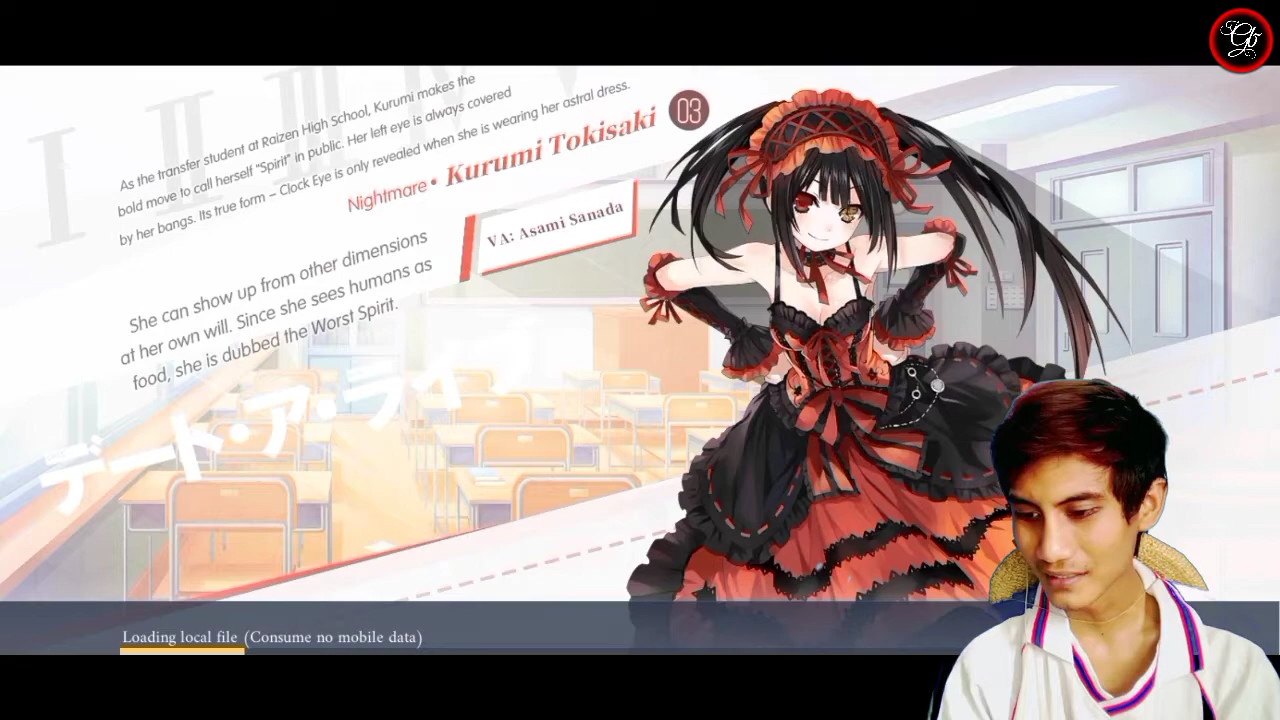 I II III IV V
As the transfer student at Raizen High School, Kurumi makes the
bold move to call herself "Spirit" in public. Her left eye is always covered
by her bangs. Its true form – Clock Eye is only revealed when she is wearing her astral dress.
Nightmare • Kurumi Tokisaki 03
VA: Asami Sanada
She can show up from other dimensions
at her own will. Since she sees humans as
food, she is dubbed the Worst Spirit.
デート・ア・ライ
Loading local file (Consume no mobile data)